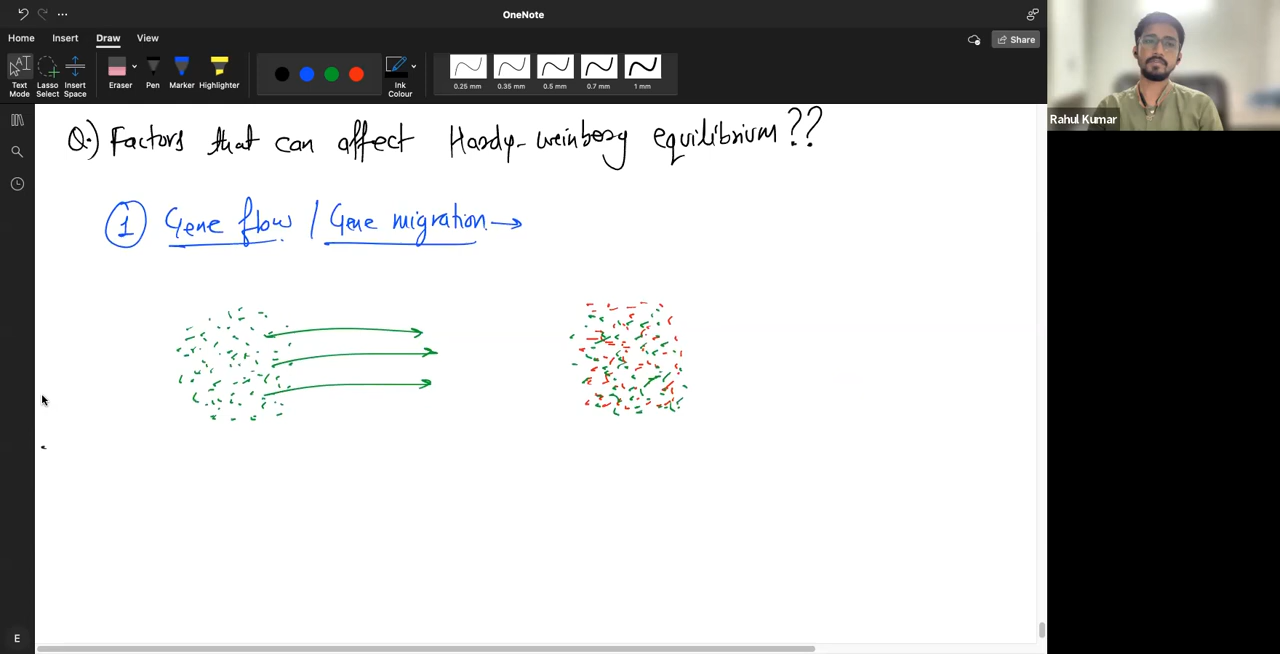 OneNote
Home Insert Draw View
Share
Text Mode
Lasso Select
Insert Space
Eraser
Pen
Marker
Highlighter
Ink Colour
0.25 mm
0.35 mm
0.5 mm
0.7 mm
1 mm
Rahul Kumar
Q.) Factors that can affect Hardy-weinberg equilibrium??
1 Gene flow / Gene migration →
E